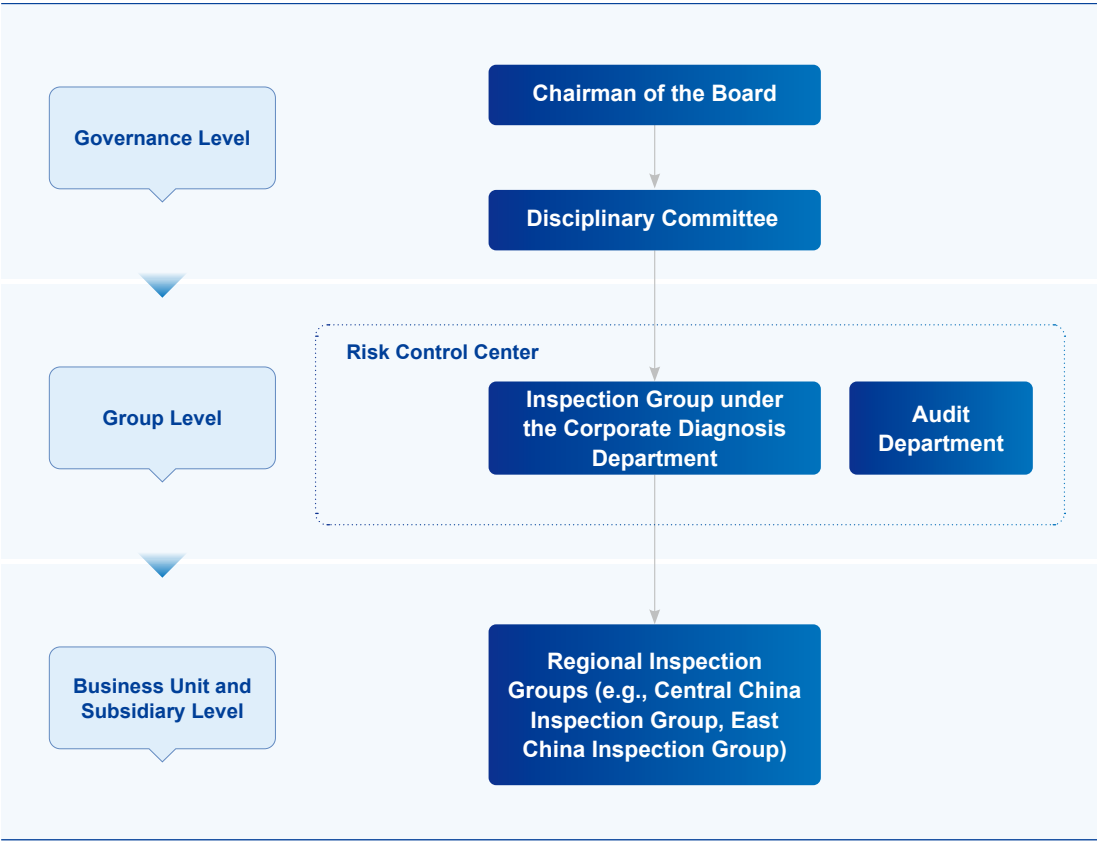 Governance Level
Chairman of the Board
Disciplinary Committee
Risk Control Center
Group Level
Inspection Group under
the Corporate Diagnosis
Department
Audit
Department
Business Unit and
Subsidiary Level
Regional Inspection
Groups (e.g., Central China
Inspection Group, East
China Inspection Group)